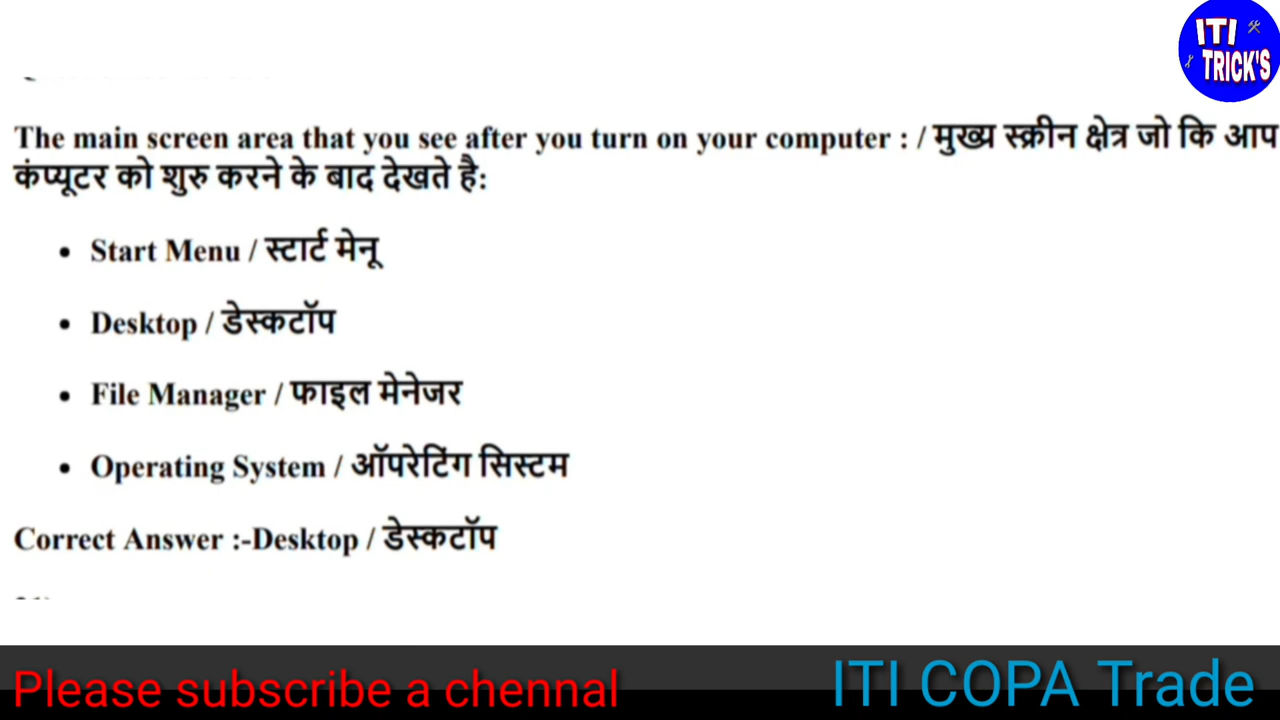 ITI
TRICK'S
The main screen area that you see after you turn on your computer : / मुख्य स्क्रीन क्षेत्र जो कि आप
कंप्यूटर को शुरु करने के बाद देखते है:
• Start Menu / स्टार्ट मेनू
• Desktop / डेस्कटॉप
• File Manager / फाइल मेनेजर
• Operating System / ऑपरेटिंग सिस्टम
Correct Answer :-Desktop / डेस्कटॉप
Please subscribe a chennal
ITI COPA Trade